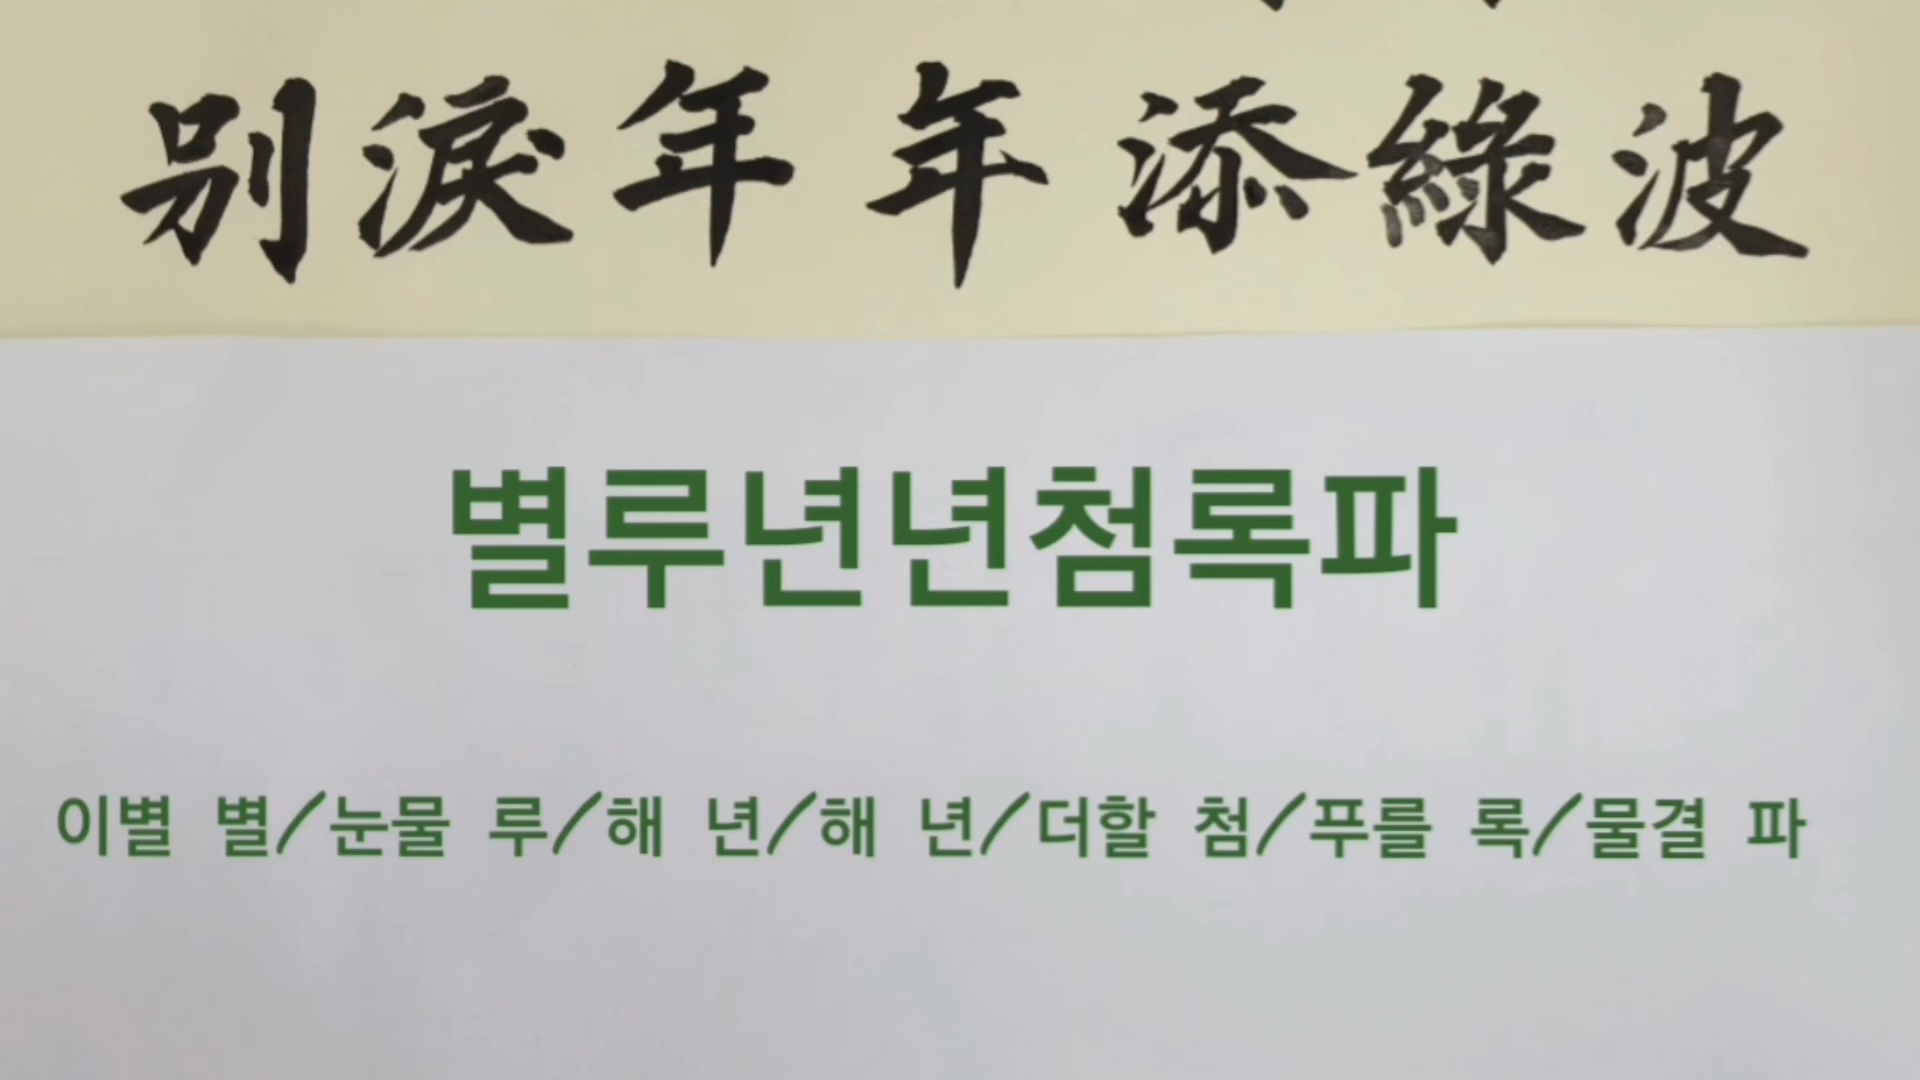 别淚年年添綠波
별루년년첨록파
이별 별/눈물 루/해 년/해 년/더할 첨/푸를 록/물결 파